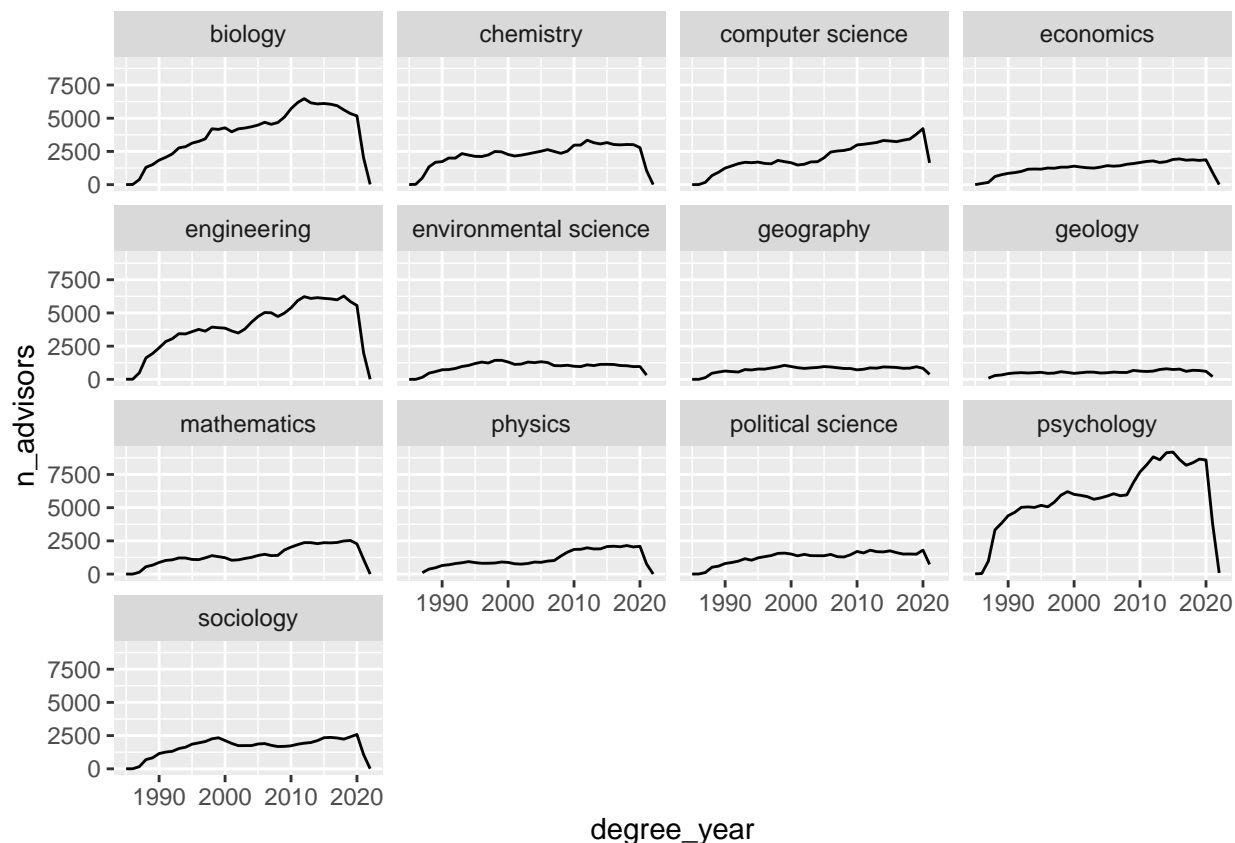 biology chemistry computer science economics
7500
5000
2500
0
engineering environmental science geography geology
7500
5000
2500
0
mathematics physics political science psychology
7500
5000
2500
0
1990 2000 2010 2020 1990 2000 2010 2020 1990 2000 2010 2020
sociology
7500
5000
2500
0
1990 2000 2010 2020
n_advisors
degree_year